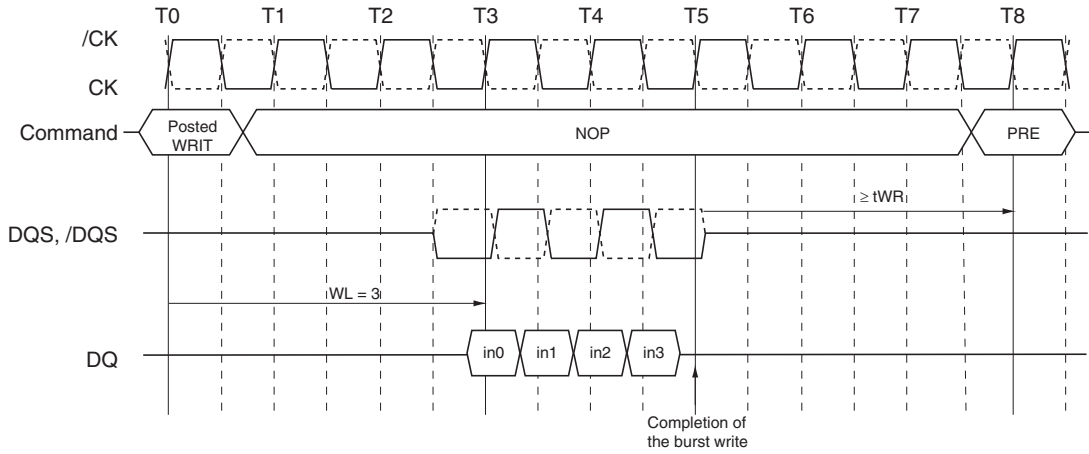 T0 T1 T2 T3 T4 T5 T6 T7 T8
/CK
CK
Command
Posted
WRIT
NOP
PRE
≥ tWR
DQS, /DQS
WL = 3
DQ
in0 in1 in2 in3
Completion of
the burst write